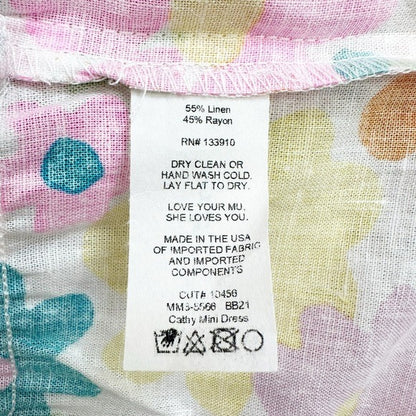 55% Linen
45% Rayon
RN# 133910
DRY CLEAN OR
HAND WASH COLD.
LAY FLAT TO DRY.
LOVE YOUR MU,
SHE LOVES YOU.
MADE IN THE USA
OF IMPORTED FABRIC
AND IMPORTED
COMPONENTS
CUT# 10456
MM5-5566 BB21
Cathy Mini Dress